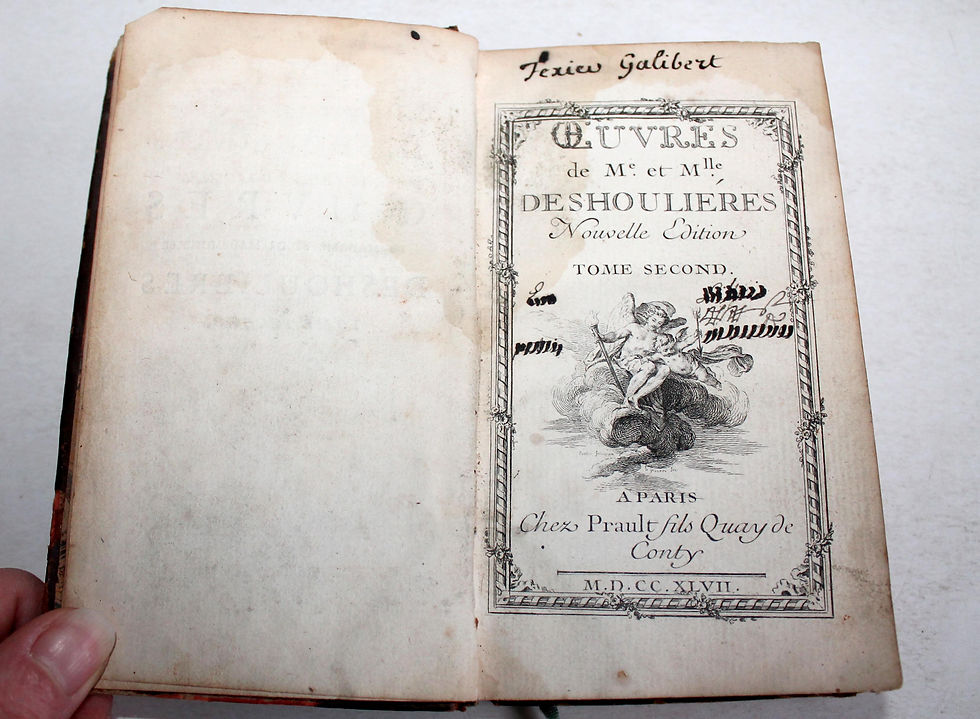 Texier Galibert
ŒUVRES
de Me. et Mlle.
DESHOULIÉRES
Nouvelle Edition
TOME SECOND.
A PARIS
Chez Prault fils Quay de
Conty
M.D.CC.XLVII.